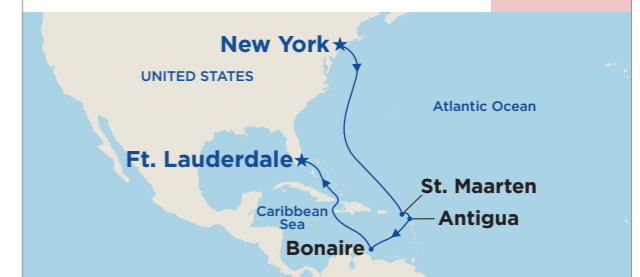 New York
UNITED STATES
Atlantic Ocean
Ft. Lauderdale
St. Maarten
Caribbean
Sea
Antigua
Bonaire